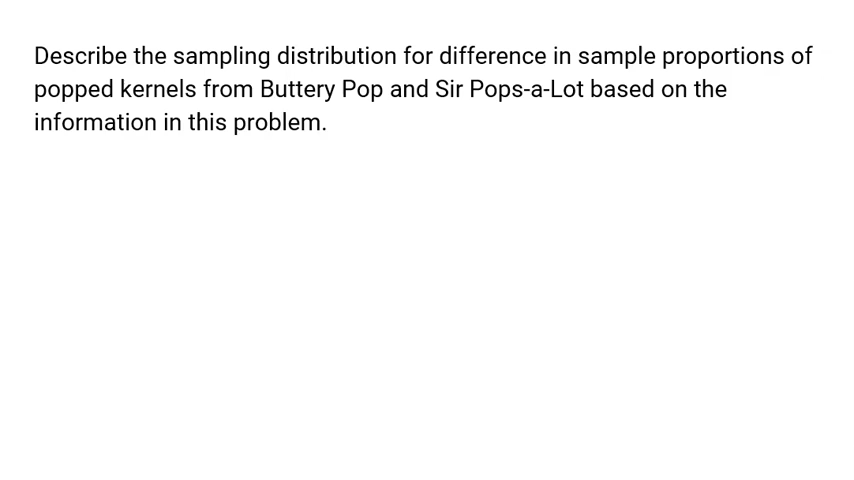 Describe the sampling distribution for difference in sample proportions of
popped kernels from Buttery Pop and Sir Pops-a-Lot based on the
information in this problem.